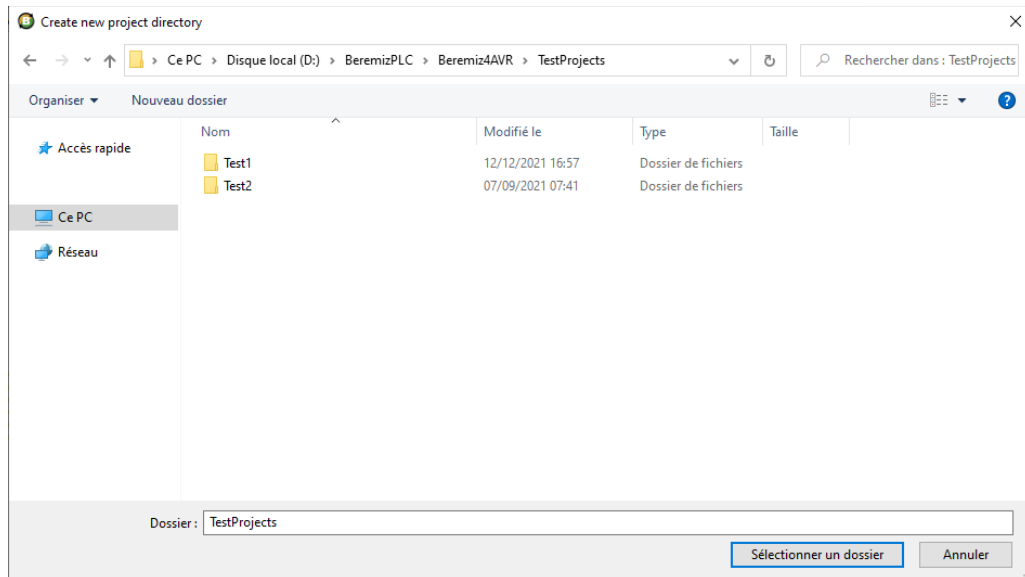 Create new project directory
Ce PC > Disque local (D:) > BeremizPLC > Beremiz4AVR > TestProjects
Rechercher dans : TestProjects
Organiser
Nouveau dossier
Accès rapide
Ce PC
Réseau
Nom Modifié le Type Taille
Test1 12/12/2021 16:57 Dossier de fichiers
Test2 07/09/2021 07:41 Dossier de fichiers
Dossier : TestProjects
Sélectionner un dossier
Annuler